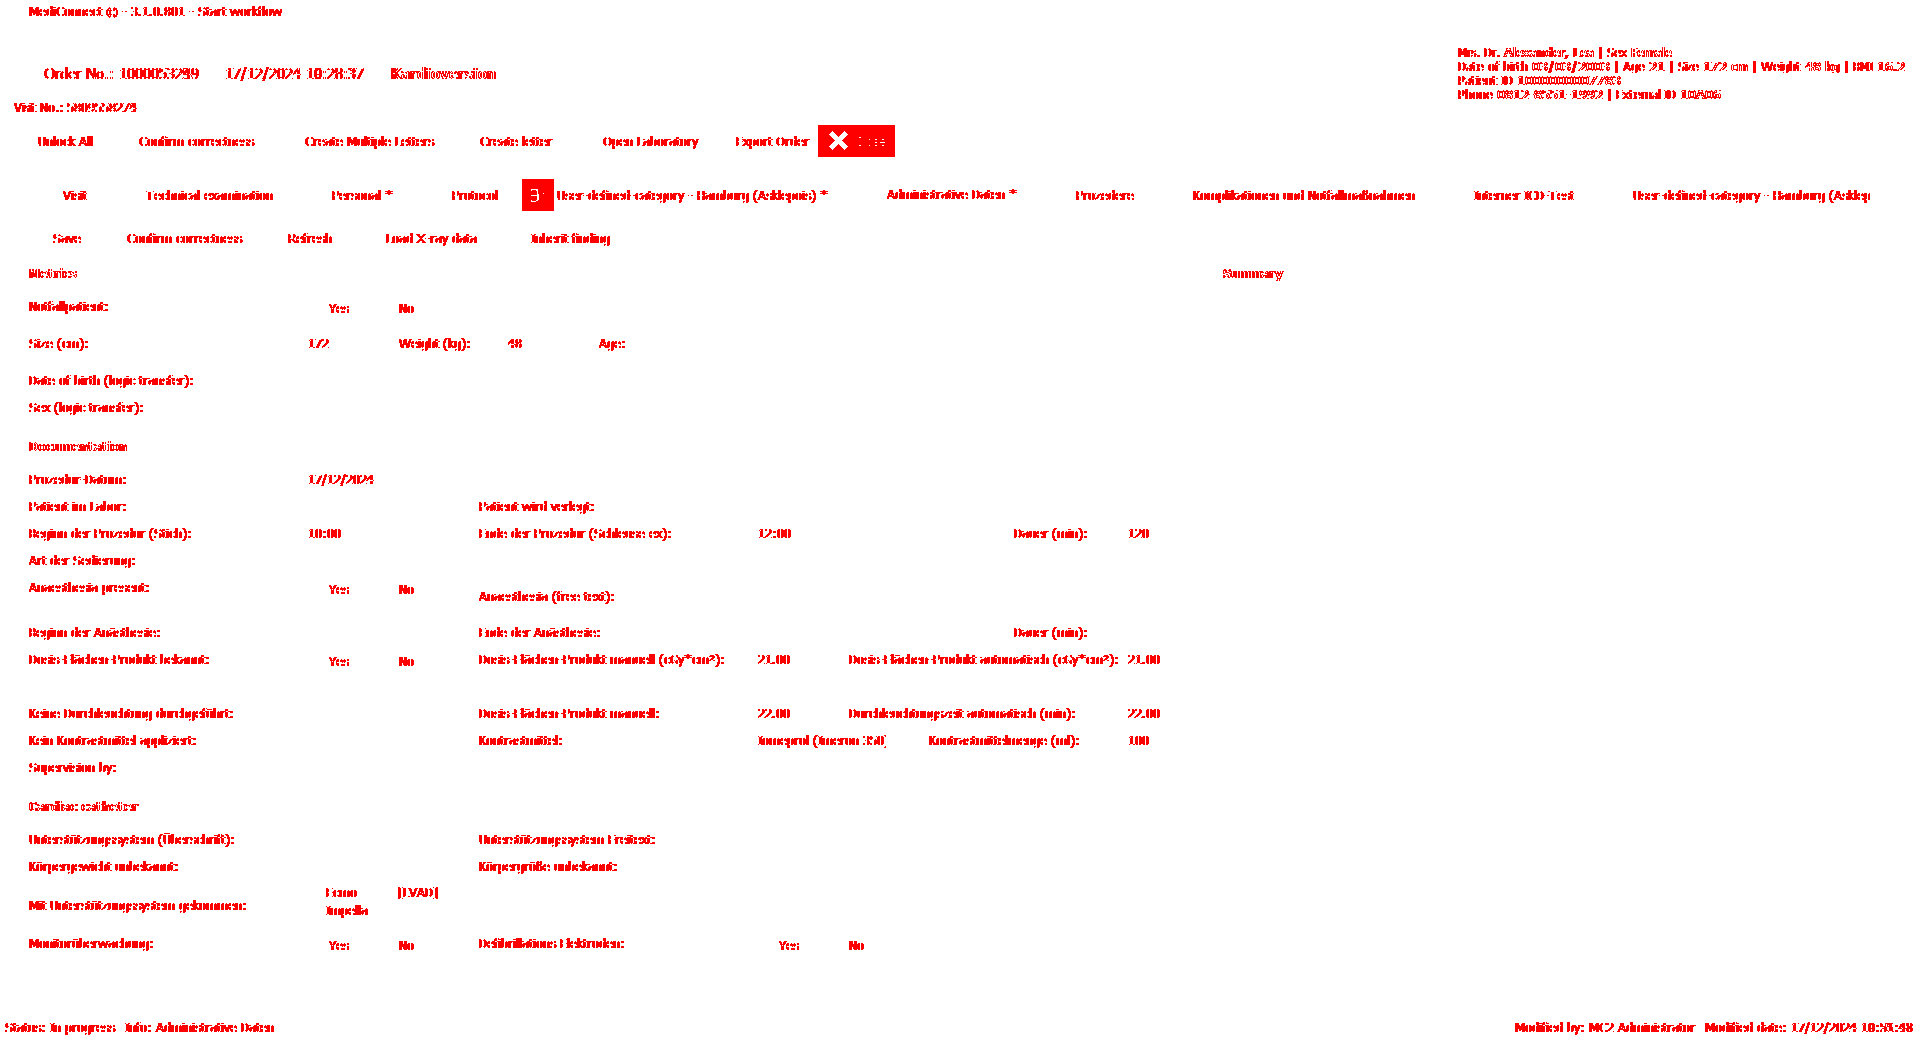 MediConnect @ - 3.1.0.801 - Start workflow
Mrs. Dr. Alexander, Lea | Sex Female
Order No.: 1000053299 17/12/2024 10:28:37 Kardioversion
Date of birth 03/03/2003 | Age 21 | Size 172 cm | Weight 48 kg | BMI 16.2
Patient ID
Phone | External ID
Visit No.:
Unlock All Confirm correctness Create Multiple Letters Create letter Open Laboratory Export Order Close
Visit Technical examination Personal * Protocol 3 User-defined-category - Hamburg (Asklepois) * Administrative Daten * Prozedere Komplikationen und Notfallmaßnahmen Interner ICD-Test User-defined-category - Hamburg (Asklep
Save Confirm correctness Refresh Load X-ray data Inherit finding
Metrics Summary
Notfallpatient: Yes No
Size (cm): 172 Weight (kg): 48 Age:
Date of birth (logic transfer):
Sex (logic transfer):
Documentation
Prozedur-Datum: 17/12/2024
Patient im Labor: Patient wird verlegt:
Beginn der Prozedur (Stich): 10:00 Ende der Prozedur (Schleuse ex): 12:00 Dauer (min): 120
Art der Sedierung:
Anaesthesia present: Yes No Anaesthesia (free text):
Beginn der Anästhesie: Ende der Anästhesie: Dauer (min):
Dosis-Flächen-Produkt bekannt: Yes No Dosis-Flächen-Produkt manuell (cGy*cm²): 21.00 Dosis-Flächen-Produkt automatisch (cGy*cm²): 21.00
Keine Durchleuchtung durchgeführt: Dosis-Flächen-Produkt manuell: 22.00 Durchleuchtungszeit automatisch (min): 22.00
Kein Kontrastmittel appliziert: Kontrastmittel: Iomeprol (Imeron 350) Kontrastmittelmenge (ml): 100
Supervision by:
Cardiac catheter
Unterstützungssystem (Überschrift): Unterstützungssystem Freitext:
Körpergewicht unbekannt: Körpergröße unbekannt:
Mit Unterstützungssystem gekommen: Ecmo [LVAD] Impella
Monitorüberwachung: Yes No Defibrillations-Elektroden: Yes No
Status: In progress Info: Administrative Daten Modified by: MC2 Administrator Modified date: 17/12/2024 10:55:48